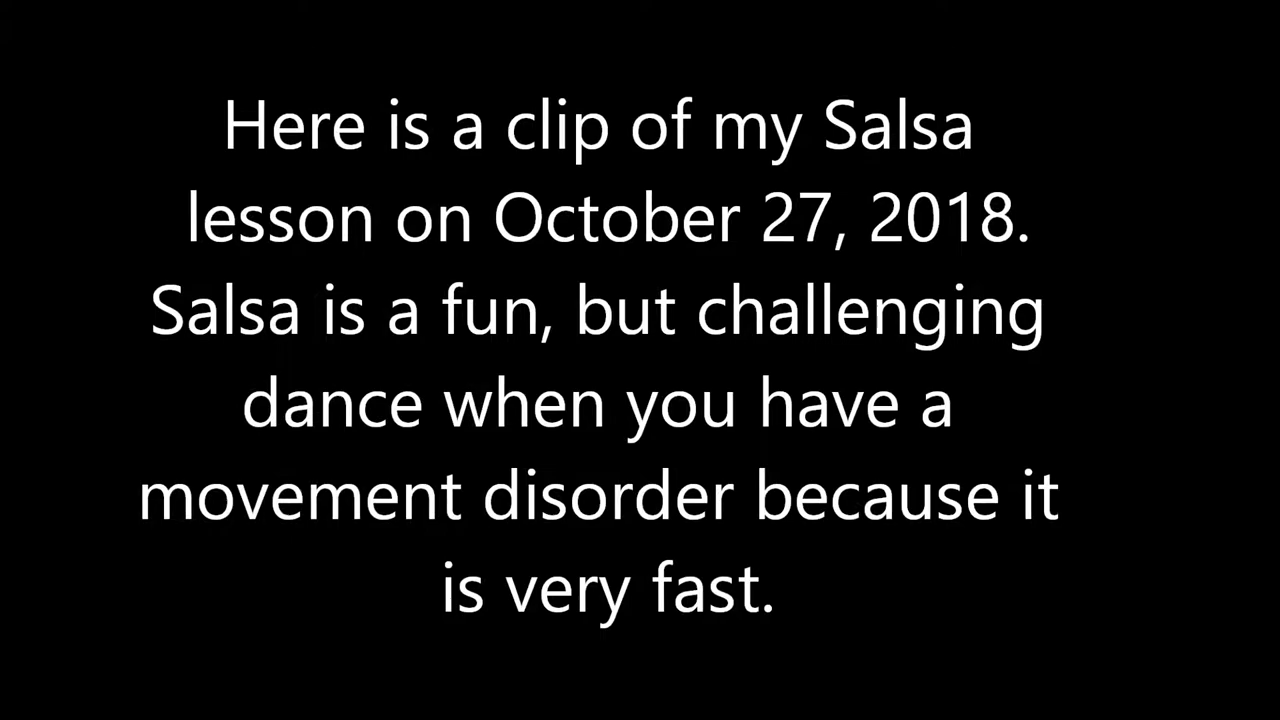 Here is a clip of my Salsa
lesson on October 27, 2018.
Salsa is a fun, but challenging
dance when you have a
movement disorder because it
is very fast.